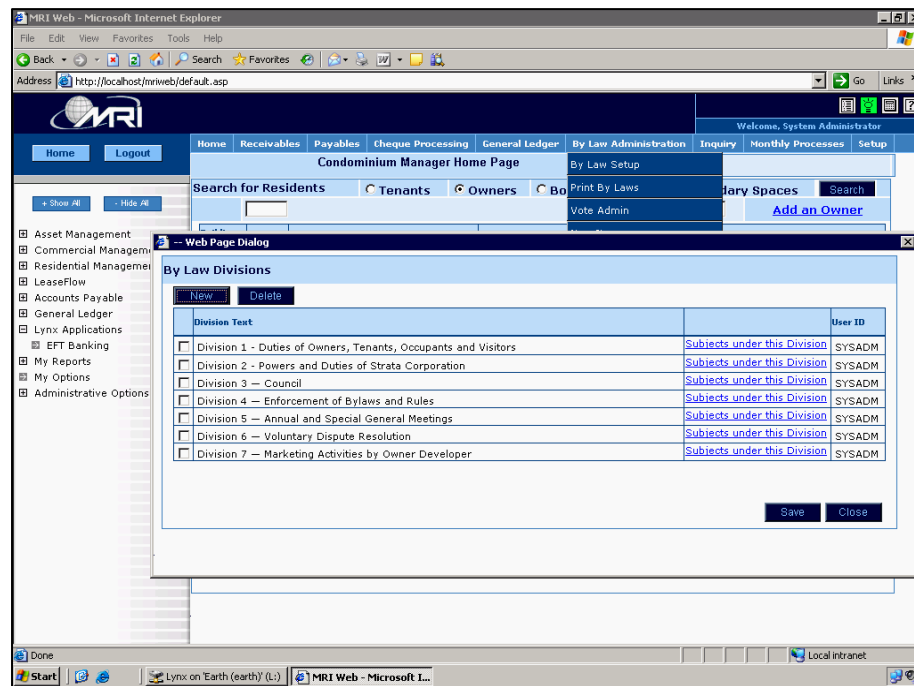 MRI Web - Microsoft Internet Explorer
File Edit View Favorites Tools Help
Back Search Favorites
Address http://localhost/mriweb/default.asp Go Links
MRI
Welcome, System Administrator
Home Logout
Home Receivables Payables Cheque Processing General Ledger By Law Administration Inquiry Monthly Processes Setup
Condominium Manager Home Page
By Law Setup
Search for Residents Tenants Owners Bo
Print By Laws
dary Spaces Search
+ Show All - Hide All
Vote Admin
Add an Owner
Asset Management
Commercial Managem
Residential Managemen
LeaseFlow
Accounts Payable
General Ledger
Lynx Applications
EFT Banking
My Reports
My Options
Administrative Options
-- Web Page Dialog
By Law Divisions
New Delete
Division Text User ID
Division 1 - Duties of Owners, Tenants, Occupants and Visitors Subjects under this Division SYSADM
Division 2 - Powers and Duties of Strata Corporation Subjects under this Division SYSADM
Division 3 — Council Subjects under this Division SYSADM
Division 4 — Enforcement of Bylaws and Rules Subjects under this Division SYSADM
Division 5 — Annual and Special General Meetings Subjects under this Division SYSADM
Division 6 — Voluntary Dispute Resolution Subjects under this Division SYSADM
Division 7 — Marketing Activities by Owner Developer Subjects under this Division SYSADM
Save Close
Done Local intranet
Start Lynx on 'Earth (earth)' (L:) MRI Web - Microsoft I...